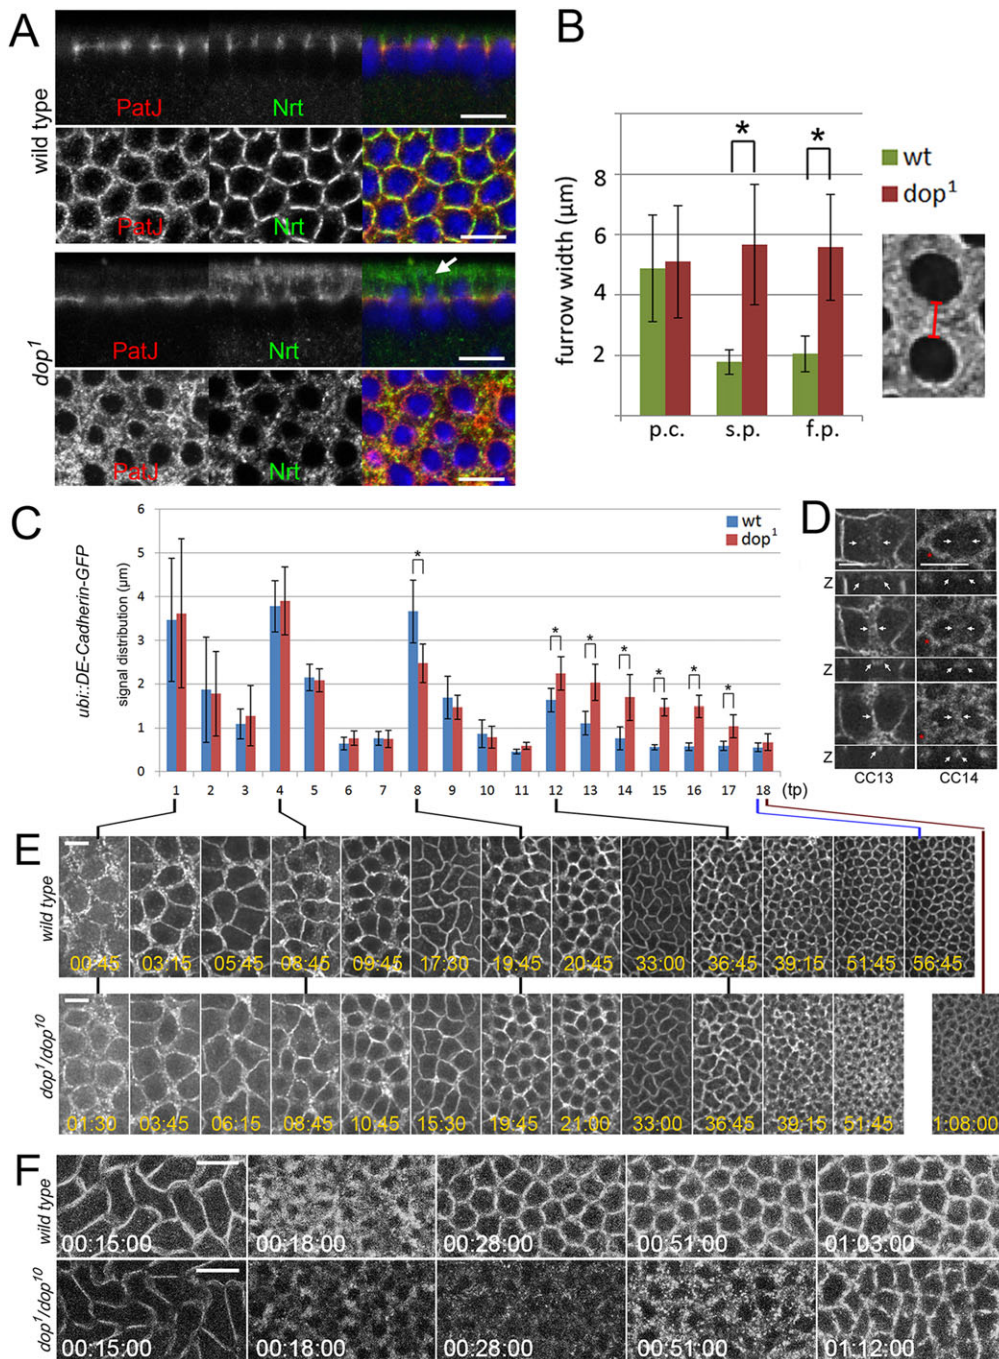 A
wild type
PatJ
Nrt
PatJ
Nrt
dop1
PatJ
Nrt
PatJ
Nrt
B
furrow width (μm)
8
6
4
2
*
*
p.c.
s.p.
f.p.
wt
dop1
C
ubi::DE-Cadherin-GFP
signal distribution (μm)
6
5
4
3
2
1
0
wt
dop1
*
*
*
*
*
*
*
1 2 3 4 5 6 7 8 9 10 11 12 13 14 15 16 17 18 (tp)
D
z
z
z
*
*
*
CC13
CC14
E
wild type
00:45 03:15 05:45 08:45 09:45 17:30 19:45 20:45 33:00 36:45 39:15 51:45 56:45
dop1/dop10
01:30 03:45 06:15 08:45 10:45 15:30 19:45 21:00 33:00 36:45 39:15 51:45 1:08:00
F
wild type
00:15:00 00:18:00 00:28:00 00:51:00 01:03:00
dop1/dop10
00:15:00 00:18:00 00:28:00 00:51:00 01:12:00